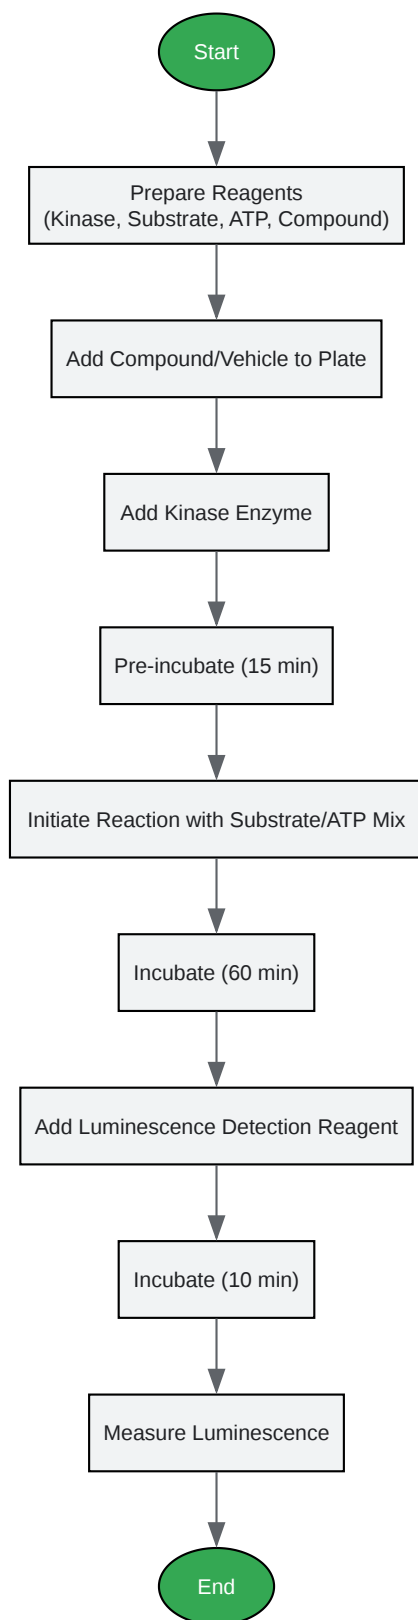 Start
Prepare Reagents
(Kinase, Substrate, ATP, Compound)
Add Compound/Vehicle to Plate
Add Kinase Enzyme
Pre-incubate (15 min)
Initiate Reaction with Substrate/ATP Mix
Incubate (60 min)
Add Luminescence Detection Reagent
Incubate (10 min)
Measure Luminescence
End